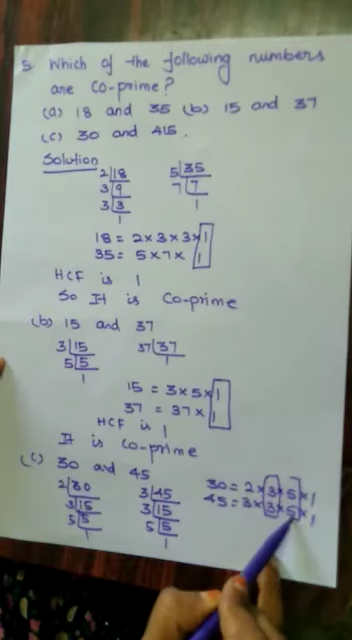 5. Which of the following numbers
are Co-prime?
(a) 18 and 35 (b) 15 and 37
(c) 30 and 415.
Solution
2 18 5 35
3 9 7 7
3 3 1
1
18 = 2×3×3×1
35 = 5×7×1
HCF is 1
So It is Co-prime
(b) 15 and 37
3 15 37 37
5 5 1
1
15 = 3×5×1
37 = 37×1
HCF is 1
It is Co-prime
(c) 30 and 45
2 30 3 45
3 15 3 15
5 5 5 5
1 1
30 = 2×3×5×1
45 = 3×3×5×1